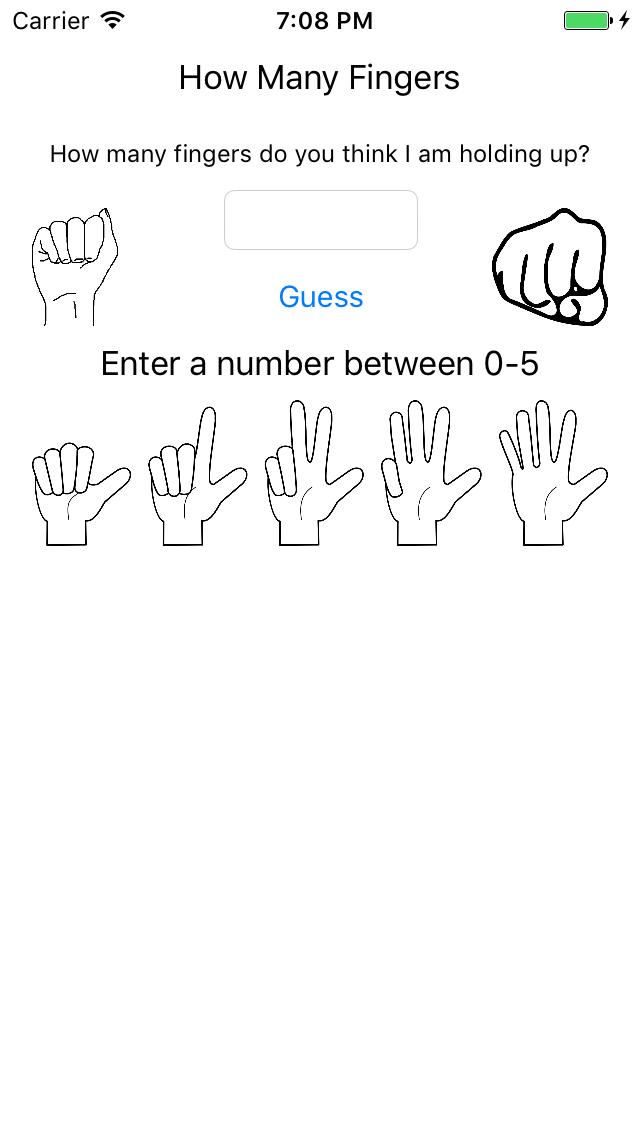 Carrier 7:08 PM
How Many Fingers
How many fingers do you think I am holding up?
Guess
Enter a number between 0-5